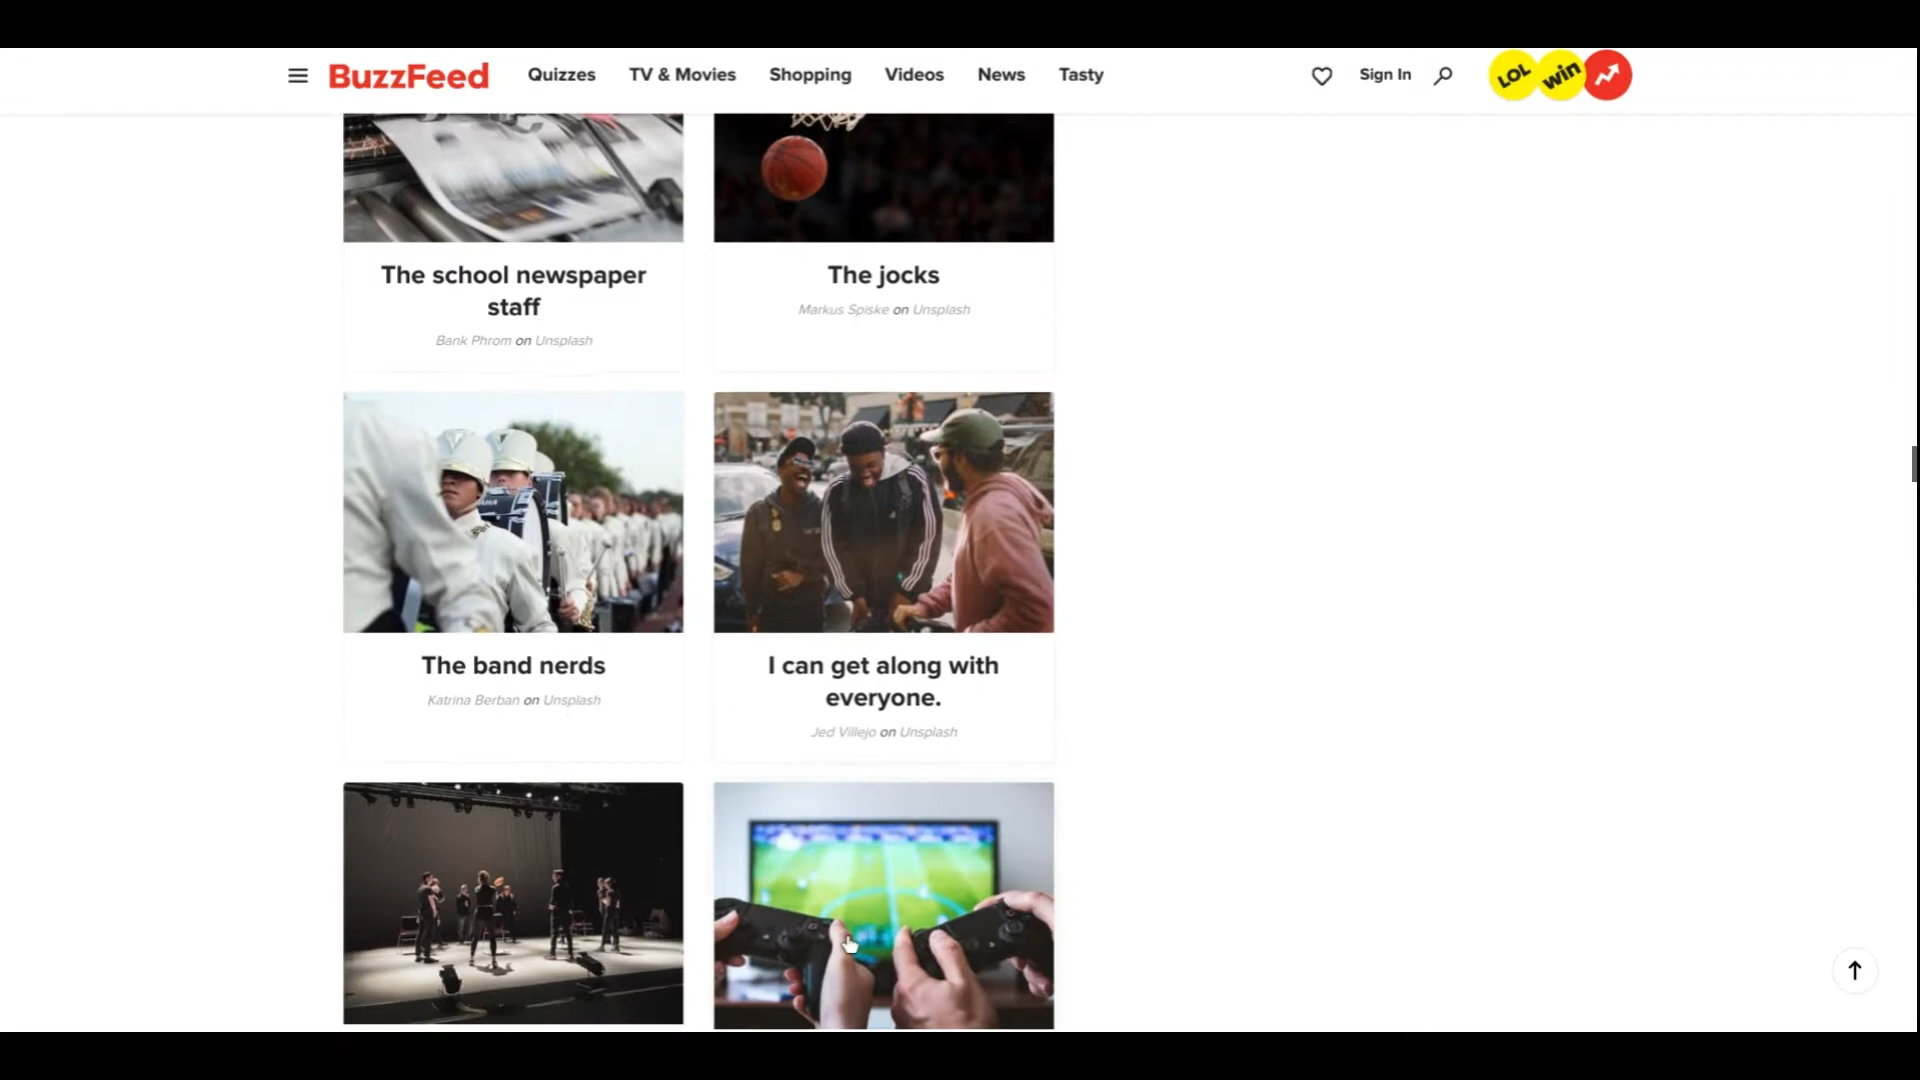 BuzzFeed Quizzes TV & Movies Shopping Videos News Tasty Sign In LOL win
The school newspaper
staff
Bank Phrom on Unsplash
The jocks
Markus Spiske on Unsplash
The band nerds
Katrina Berban on Unsplash
I can get along with
everyone.
Jed Villejo on Unsplash